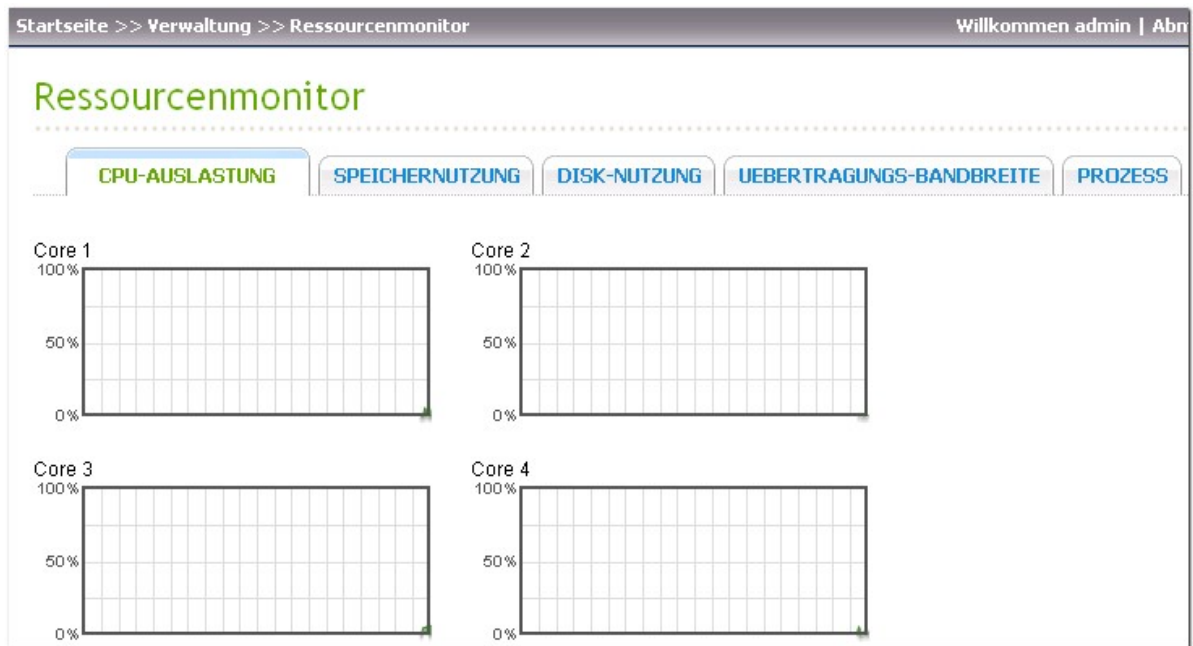 Startseite >> Verwaltung >> Ressourcenmonitor
Willkommen admin |
Ressourcenmonitor
CPU-AUSLASTUNG
SPEICHERNUTZUNG
DISK-NUTZUNG
UEBERTRAGUNGS-BANDBREITE
PROZESS
Core 1
100%
50%
0%
Core 2
100%
50%
0%
Core 3
100%
50%
0%
Core 4
100%
50%
0%